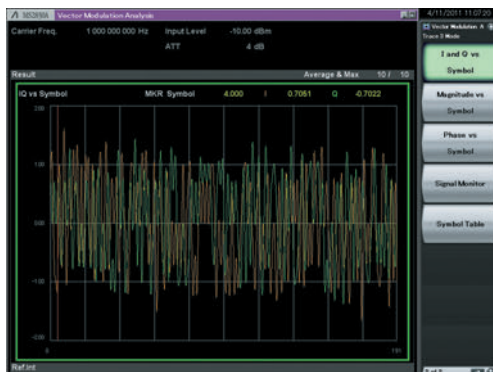 Vector Modulation Analysis
4/11/2011 11:07:20
Carrier Freq. 1 000 000 000 Hz Input Level -10.00 dBm
ATT 4 dB
Result Average & Max 10 / 10
IQ vs Symbol MKR Symbol 4.000 I 0.7051 Q -0.7022
2.00
1.00
0.00
-1.00
-2.00
0
Ref.Int
Vector Modulation A
Trace Mode
I and Q vs
Symbol
Magnitude vs
Symbol
Phase vs
Symbol
Signal Monitor
Symbol Table